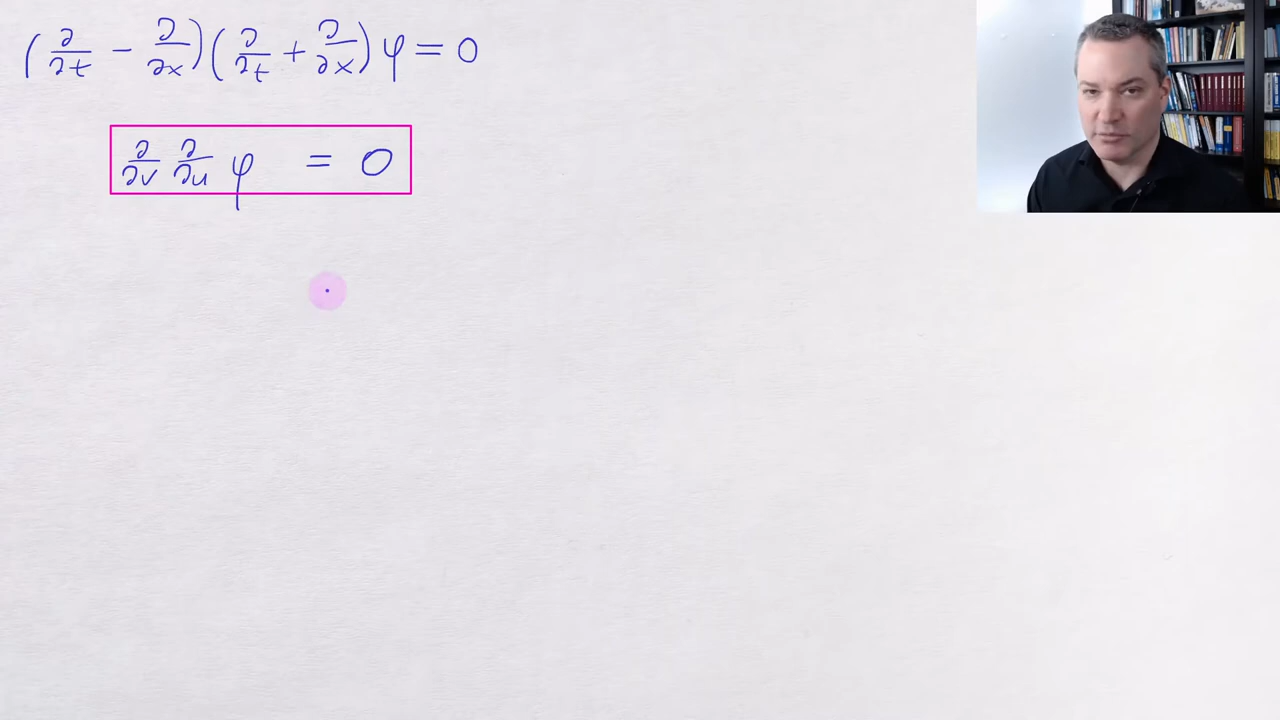 (∂/∂t − ∂/∂x)(∂/∂t + ∂/∂x)φ = 0
∂/∂v ∂/∂u φ = 0